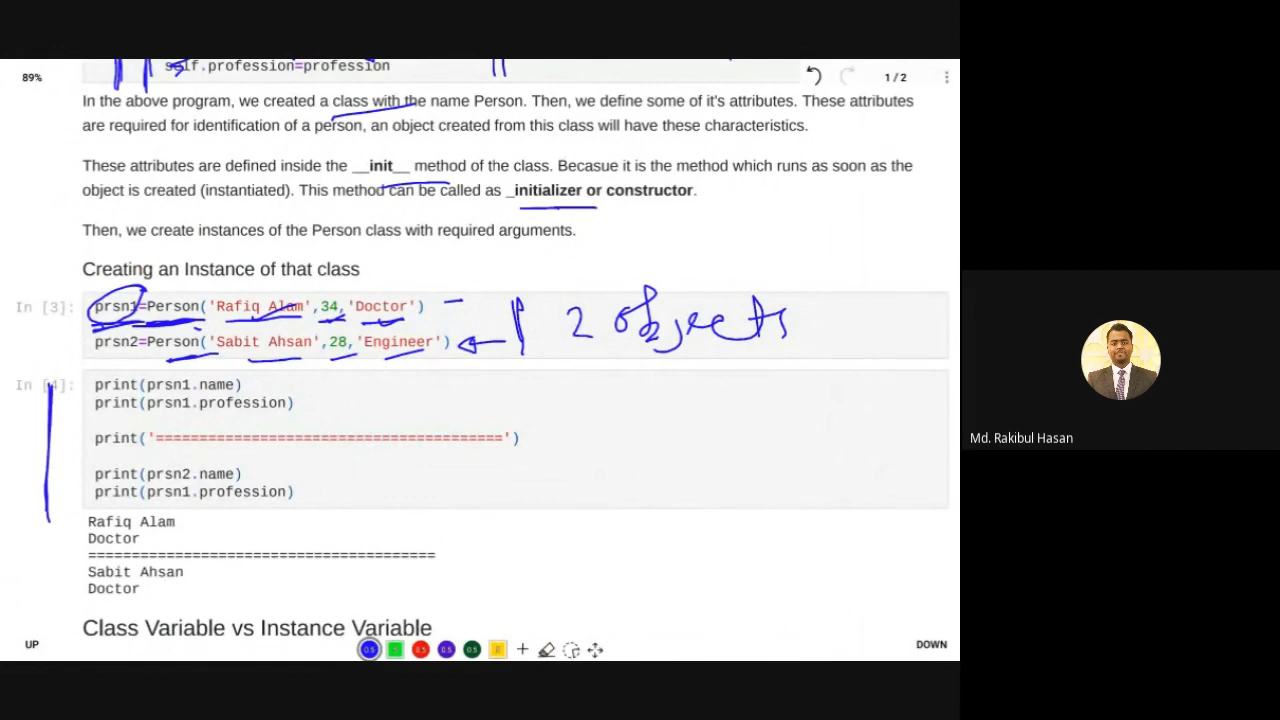 self.profession=profession
89%
1/2
In the above program, we created a class with the name Person. Then, we define some of it's attributes. These attributes
are required for identification of a person, an object created from this class will have these characteristics.
These attributes are defined inside the __init__ method of the class. Becasue it is the method which runs as soon as the
object is created (instantiated). This method can be called as _initializer or constructor.
Then, we create instances of the Person class with required arguments.
Creating an Instance of that class
In [3]:
prsn1=Person('Rafiq Alam',34,'Doctor')
prsn2=Person('Sabit Ahsan',28,'Engineer')
2 objects
In [4]:
print(prsn1.name)
print(prsn1.profession)
print('========================================')
print(prsn2.name)
print(prsn1.profession)
Rafiq Alam
Doctor
========================================
Sabit Ahsan
Doctor
Class Variable vs Instance Variable
UP
DOWN
Md. Rakibul Hasan